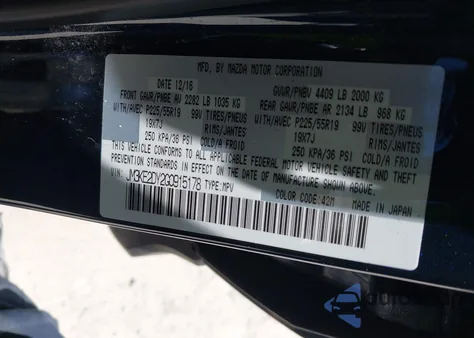 MFD. BY MAZDA MOTOR CORPORATION
DATE 12/16 GVWR/PNBV 4409 LB 2000 KG
FRONT GAWR/PNBE AV 2282 LB 1035 KG REAR GAWR/PNBE AR 2134 LB 968 KG
WITH/AVEC P225/55R19 99V TIRES/PNEUS WITH/AVEC P225/55R19 99V TIRES/PNEUS
19X7J RIMS/JANTES 19X7J RIMS/JANTES
250 KPA/36 PSI COLD/A FROID 250 KPA/36 PSI COLD/A FROID
THIS VEHICLE CONFORMS TO ALL APPLICABLE FEDERAL MOTOR VEHICLE SAFETY AND THEFT
PREVENTION STANDARDS IN EFFECT ON THE DATE OF MANUFACTURE SHOWN ABOVE.
VIN: JM3KE2DY2G0915178 TYPE:MPV
COLOR CODE: 42M MADE IN JAPAN